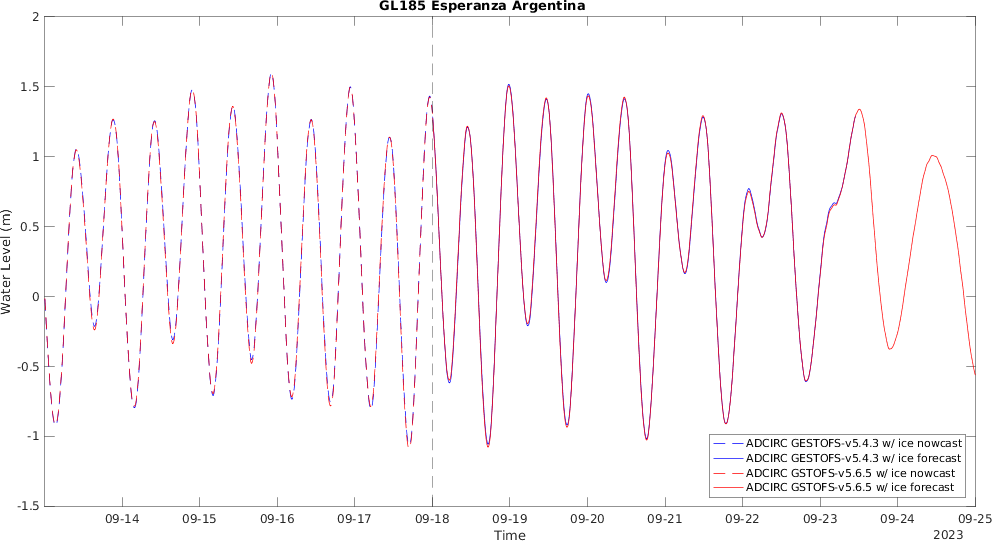 GL185 Esperanza Argentina
Water Level (m)
2
1.5
1
0.5
0
-0.5
-1
-1.5
ADCIRC GESTOFS-v5.4.3 w/ ice nowcast
ADCIRC GESTOFS-v5.4.3 w/ ice forecast
ADCIRC GSTOFS-v5.6.5 w/ ice nowcast
ADCIRC GSTOFS-v5.6.5 w/ ice forecast
09-14 09-15 09-16 09-17 09-18 09-19 09-20 09-21 09-22 09-23 09-24 09-25
Time
2023